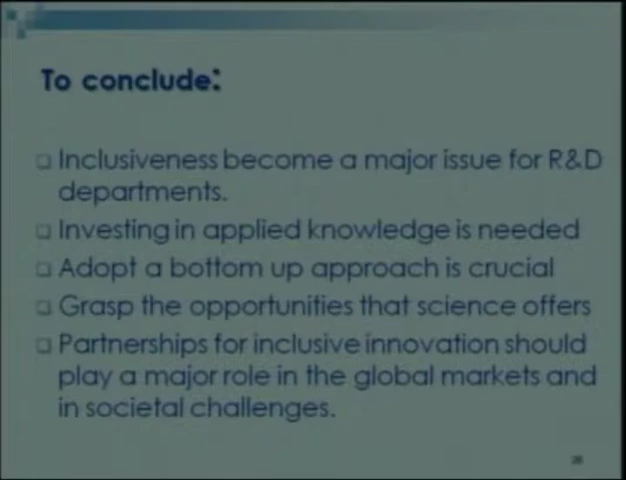 To conclude:
Inclusiveness become a major issue for R&D
departments.
Investing in applied knowledge is needed
Adopt a bottom up approach is crucial
Grasp the opportunities that science offers
Partnerships for inclusive innovation should
play a major role in the global markets and
in societal challenges.